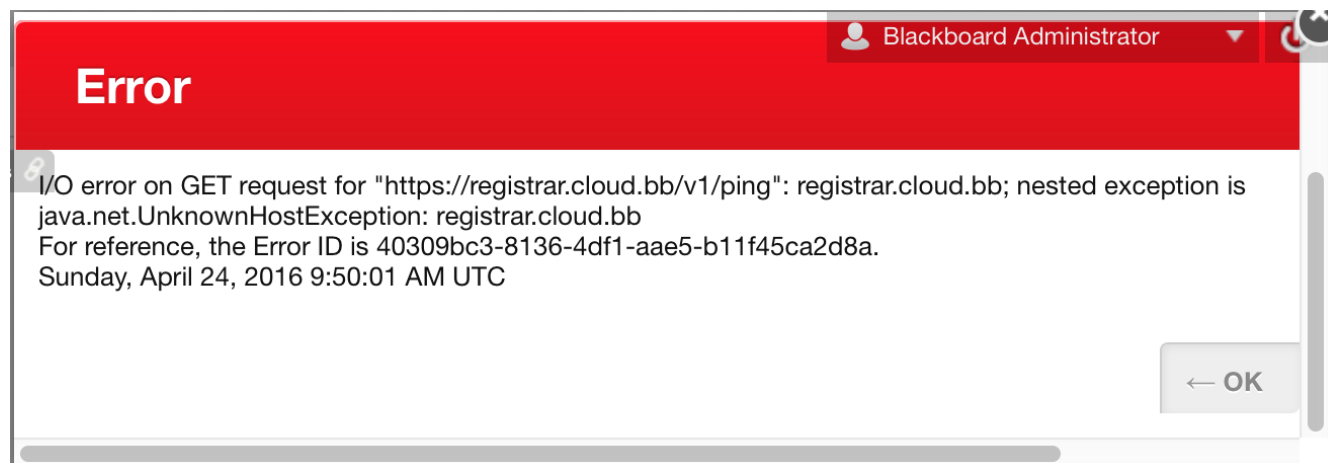 Blackboard Administrator
Error
I/O error on GET request for "https://registrar.cloud.bb/v1/ping": registrar.cloud.bb; nested exception is
java.net.UnknownHostException: registrar.cloud.bb
For reference, the Error ID is 40309bc3-8136-4df1-aae5-b11f45ca2d8a.
Sunday, April 24, 2016 9:50:01 AM UTC
← OK